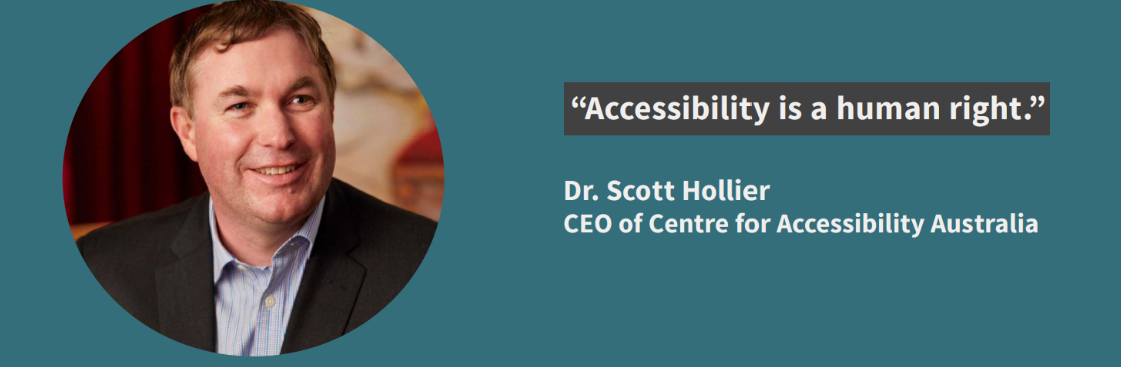 “Accessibility is a human right.”
Dr. Scott Hollier
CEO of Centre for Accessibility Australia